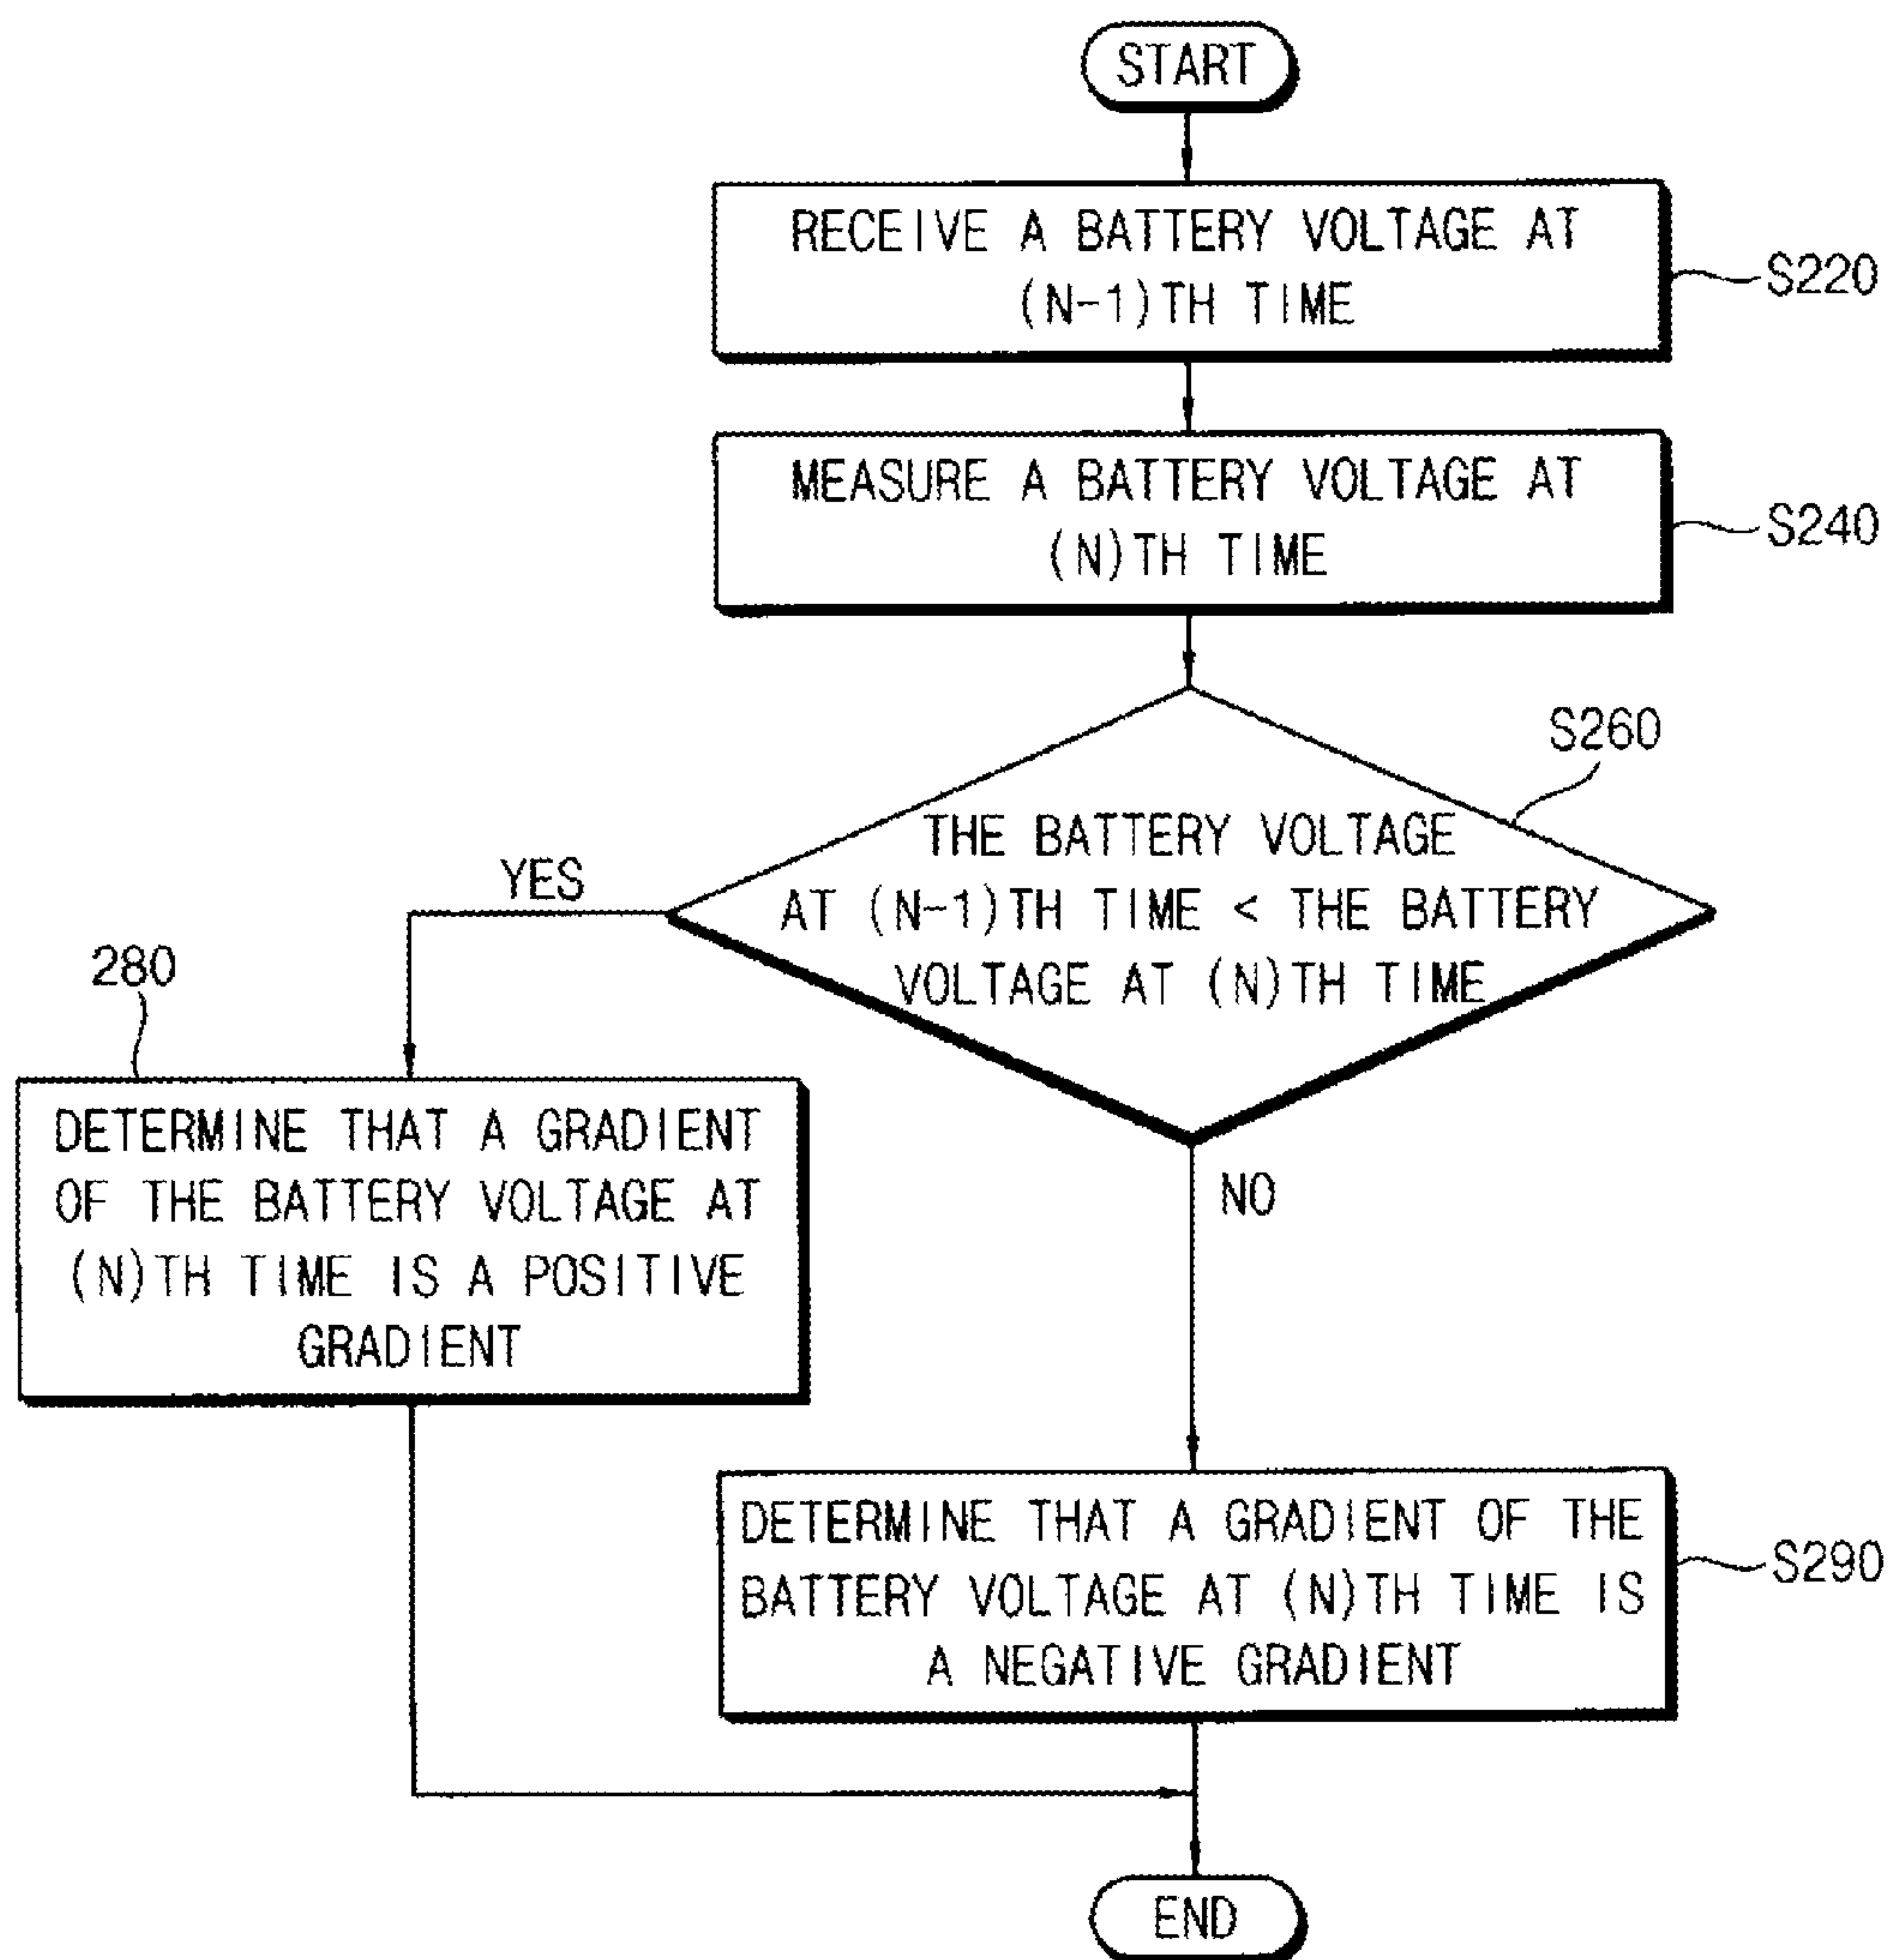 START
RECEIVE A BATTERY VOLTAGE AT
(N-1)TH TIME
S220
MEASURE A BATTERY VOLTAGE AT
(N)TH TIME
S240
S260
THE BATTERY VOLTAGE
AT (N-1)TH TIME < THE BATTERY
VOLTAGE AT (N)TH TIME
YES
280
DETERMINE THAT A GRADIENT
OF THE BATTERY VOLTAGE AT
(N)TH TIME IS A POSITIVE
GRADIENT
NO
DETERMINE THAT A GRADIENT OF THE
BATTERY VOLTAGE AT (N)TH TIME IS
A NEGATIVE GRADIENT
S290
END